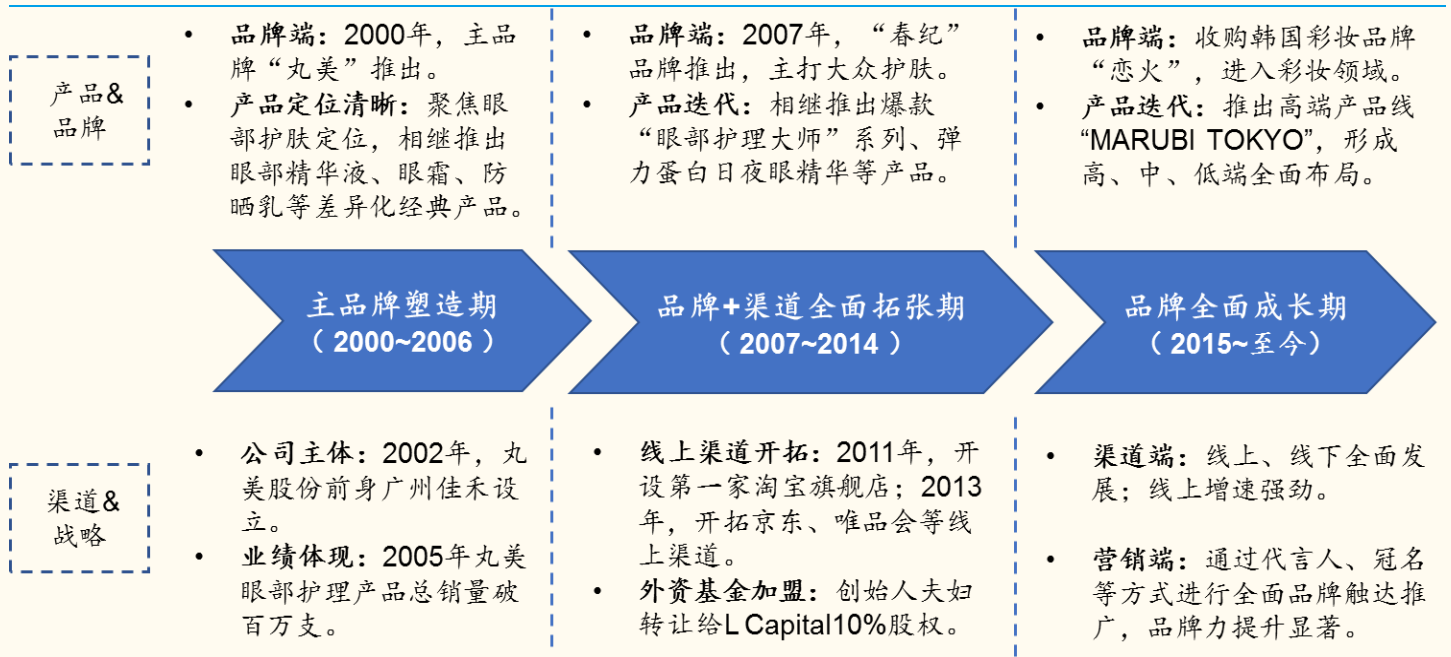 产品&
品牌
• 品牌端：2000年，主品
牌“丸美”推出。
• 产品定位清晰：聚焦眼
部护肤定位，相继推出
眼部精华液、眼霜、防
晒乳等差异化经典产品。
• 品牌端：2007年，“春纪”
品牌推出，主打大众护肤。
• 产品迭代：相继推出爆款
“眼部护理大师”系列、弹
力蛋白日夜眼精华等产品。
• 品牌端：收购韩国彩妆品牌
“恋火”，进入彩妆领域。
• 产品迭代：推出高端产品线
“MARUBI TOKYO”，形成
高、中、低端全面布局。
主品牌塑造期
（2000~2006）
品牌+渠道全面拓张期
（2007~2014）
品牌全面成长期
（2015~至今）
渠道&
战略
• 公司主体：2002年，丸
美股份前身广州佳禾设
立。
• 业绩体现：2005年丸美
眼部护理产品总销量破
百万支。
• 线上渠道开拓：2011年，开
设第一家淘宝旗舰店；2013
年，开拓京东、唯品会等线
上渠道。
• 外资基金加盟：创始人夫妇
转让给L Capital10%股权。
• 渠道端：线上、线下全面发
展；线上增速强劲。
• 营销端：通过代言人、冠名
等方式进行全面品牌触达推
广，品牌力提升显著。